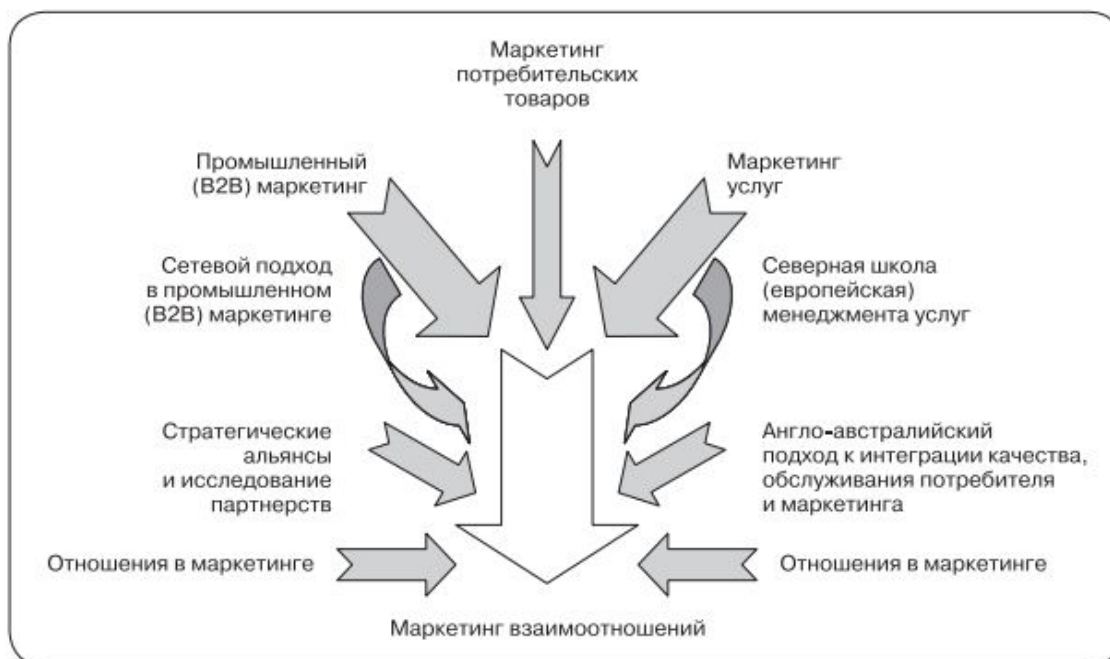 Маркетинг
потребительских
товаров
Промышленный
(B2B) маркетинг
Маркетинг
услуг
Сетевой подход
в промышленном
(B2B) маркетинге
Северная школа
(европейская)
менеджмента услуг
Стратегические
альянсы
и исследование
партнерств
Англо-австралийский
подход к интеграции качества,
обслуживания потребителя
и маркетинга
Отношения в маркетинге
Отношения в маркетинге
Маркетинг взаимоотношений